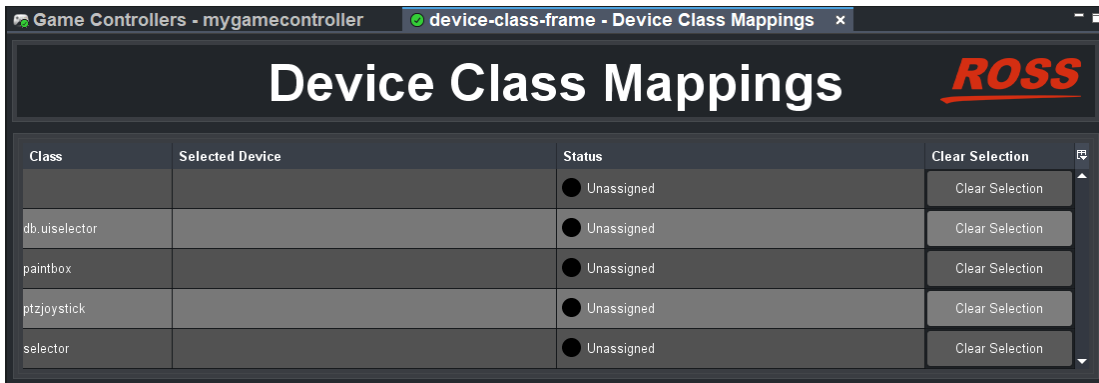 Game Controllers - mygamecontroller device-class-frame - Device Class Mappings ×
Device Class Mappings ROSS
Class Selected Device Status Clear Selection
Unassigned Clear Selection
db.uiselector Unassigned Clear Selection
paintbox Unassigned Clear Selection
ptzjoystick Unassigned Clear Selection
selector Unassigned Clear Selection